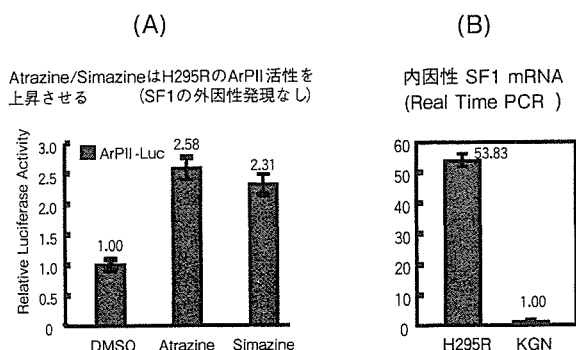 (A)
Atrazine/SimazineはH295RのArPII活性を
上昇させる （SF1の外因性発現なし）
Relative Luciferase Activity
3.0
2.5
2.0
1.5
1.0
0.5
0
ArPII-Luc
1.00
2.58
2.31
DMSO
Atrazine
Simazine
(B)
内因性 SF1 mRNA
(Real Time PCR )
60
50
40
30
20
10
0
53.83
1.00
H295R
KGN